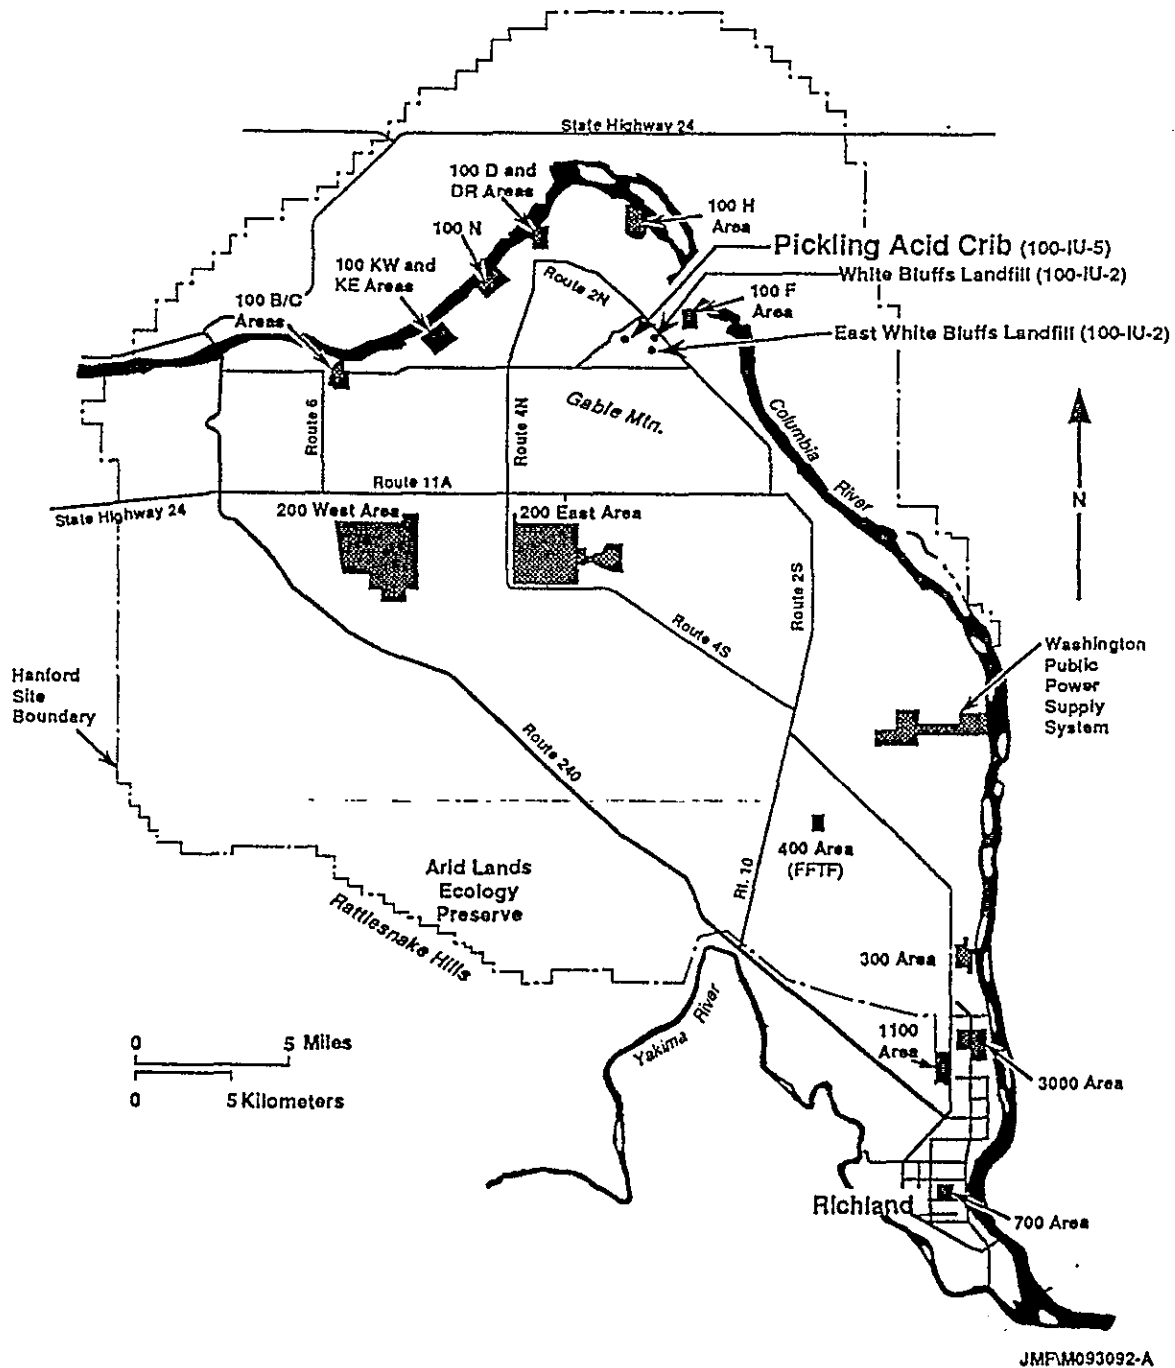 State Highway 24
100 D and
DR Areas
100 H
Area
100 N
Pickling Acid Crib (100-IU-5)
100 KW and
KE Areas
White Bluffs Landfill (100-IU-2)
Route 2N
100 F
Area
100 B/C
Areas
East White Bluffs Landfill (100-IU-2)
Gable Mtn.
Columbia
River
Route 6
Route 4N
N
Route 11A
State Highway 24
200 West Area
200 East Area
Route 2S
Route 4S
Washington
Public
Power
Supply
System
Hanford
Site
Boundary
Route 240
400 Area
(FFTF)
Rt. 10
Arid Lands
Ecology
Preserve
Rattlesnake Hills
300 Area
Yakima River
1100
Area
3000 Area
0 5 Miles
0 5 Kilometers
Richland
700 Area
JMF\M093092-A